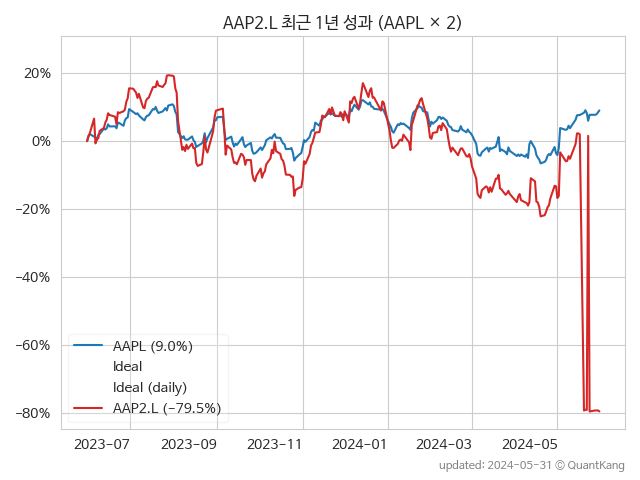 AAP2.L 최근 1년 성과 (AAPL × 2)
20%
0%
−20%
−40%
−60%
−80%
AAPL (9.0%)
Ideal
Ideal (daily)
AAP2.L (−79.5%)
2023−07
2023−09
2023−11
2024−01
2024−03
2024−05
updated: 2024−05−31 © QuantKang